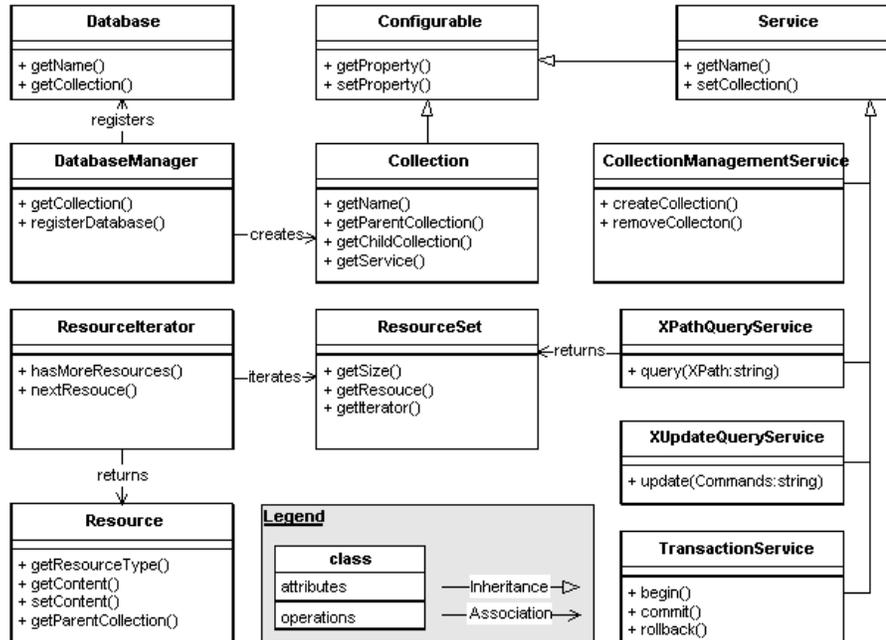 Database
+ getName()
+ getCollection()
Configurable
+ getProperty()
+ setProperty()
Service
+ getName()
+ setCollection()
registers
DatabaseManager
+ getCollection()
+ registerDatabase()
creates
Collection
+ getName()
+ getParentCollection()
+ getChildCollection()
+ getService()
CollectionManagementService
+ createCollection()
+ removeCollecton()
ResourceIterator
+ hasMoreResources()
+ nextResouce()
iterates
ResourceSet
+ getSize()
+ getResouce()
+ getIterator()
returns
XPathQueryService
+ query(XPath:string)
XUpdateQueryService
+ update(Commands:string)
returns
Resource
+ getResourceType()
+ getContent()
+ setContent()
+ getParentCollection()
Legend
class
attributes
operations
Inheritance
Association
TransactionService
+ begin()
+ commit()
+ rollback()